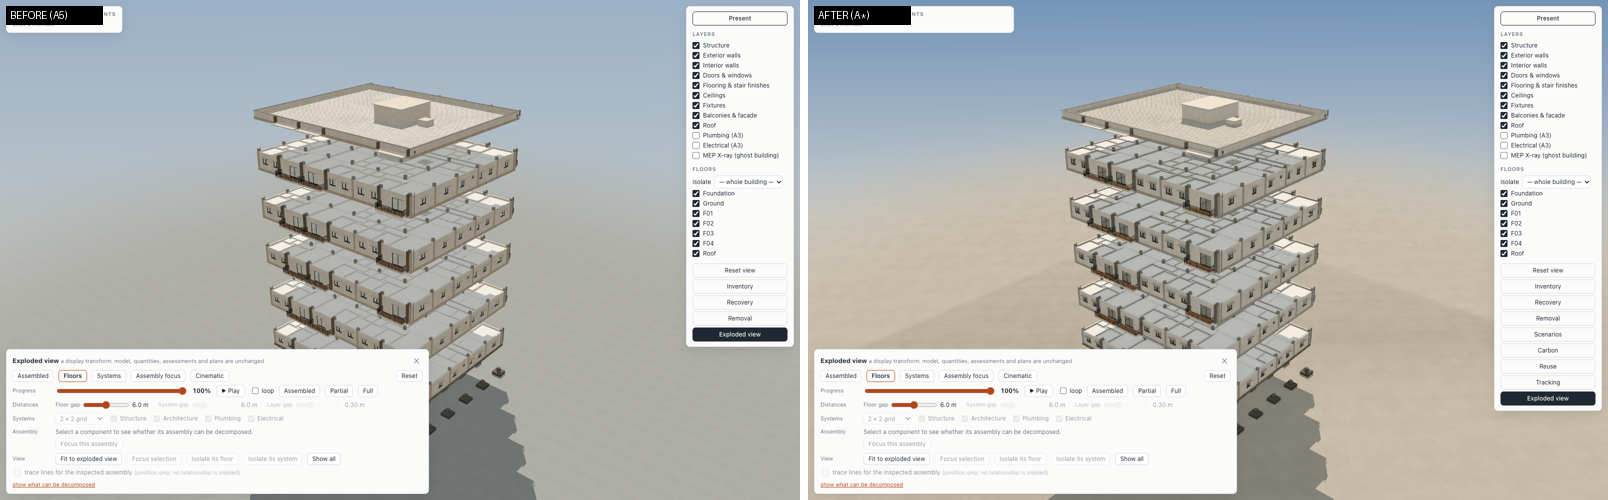 BEFORE (A5)
NTS
Present
LAYERS
Structure
Exterior walls
Interior walls
Doors & windows
Flooring & stair finishes
Ceilings
Fixtures
Balconies & facade
Roof
Plumbing (A3)
Electrical (A3)
MEP X-ray (ghost building)
FLOORS
isolate — whole building —
Foundation
Ground
F01
F02
F03
F04
Roof
Reset view
Inventory
Recovery
Removal
Exploded view
Exploded view a display transform: model, quantities, assessments and plans are unchanged
Assembled Floors Systems Assembly focus Cinematic Reset
Progress 100% ▶ Play loop Assembled Partial Full
Distances Floor gap 6.0 m System gap 6.0 m Layer gap 0.30 m
Systems 2 x 2 grid Structure Architecture Plumbing Electrical
Assembly Select a component to see whether its assembly can be decomposed.
Focus this assembly
View Fit to exploded view Focus selection Isolate its floor Isolate its system Show all
trace lines for the inspected assembly (position only; no relationship is implied)
show what can be decomposed
AFTER (A*)
NTS
Present
LAYERS
Structure
Exterior walls
Interior walls
Doors & windows
Flooring & stair finishes
Ceilings
Fixtures
Balconies & facade
Roof
Plumbing (A3)
Electrical (A3)
MEP X-ray (ghost building)
FLOORS
isolate — whole building —
Foundation
Ground
F01
F02
F03
F04
Roof
Reset view
Inventory
Recovery
Removal
Scenarios
Carbon
Reuse
Tracking
Exploded view
Exploded view a display transform: model, quantities, assessments and plans are unchanged
Assembled Floors Systems Assembly focus Cinematic Reset
Progress 100% ▶ Play loop Assembled Partial Full
Distances Floor gap 6.0 m System gap 6.0 m Layer gap 0.30 m
Systems 2 x 2 grid Structure Architecture Plumbing Electrical
Assembly Select a component to see whether its assembly can be decomposed.
Focus this assembly
View Fit to exploded view Focus selection Isolate its floor Isolate its system Show all
trace lines for the inspected assembly (position only; no relationship is implied)
show what can be decomposed